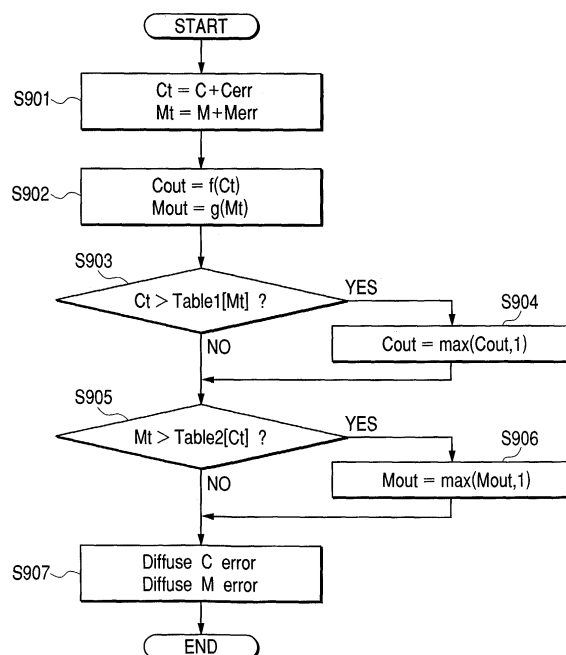 START
S901
Ct = C+Cerr
Mt = M+Merr
S902
Cout = f(Ct)
Mout = g(Mt)
S903
Ct > Table1[Mt] ?
YES
S904
Cout = max(Cout,1)
NO
S905
Mt > Table2[Ct] ?
YES
S906
Mout = max(Mout,1)
NO
S907
Diffuse C error
Diffuse M error
END